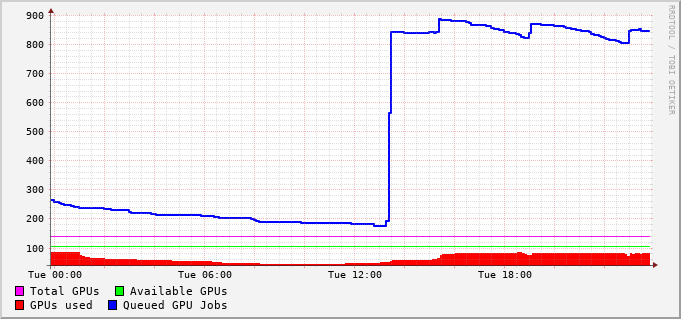 900
800
700
600
500
400
300
200
100
Tue 00:00 Tue 06:00 Tue 12:00 Tue 18:00
Total GPUs Available GPUs
GPUs used Queued GPU Jobs
RRDTOOL / TOBI OETIKER